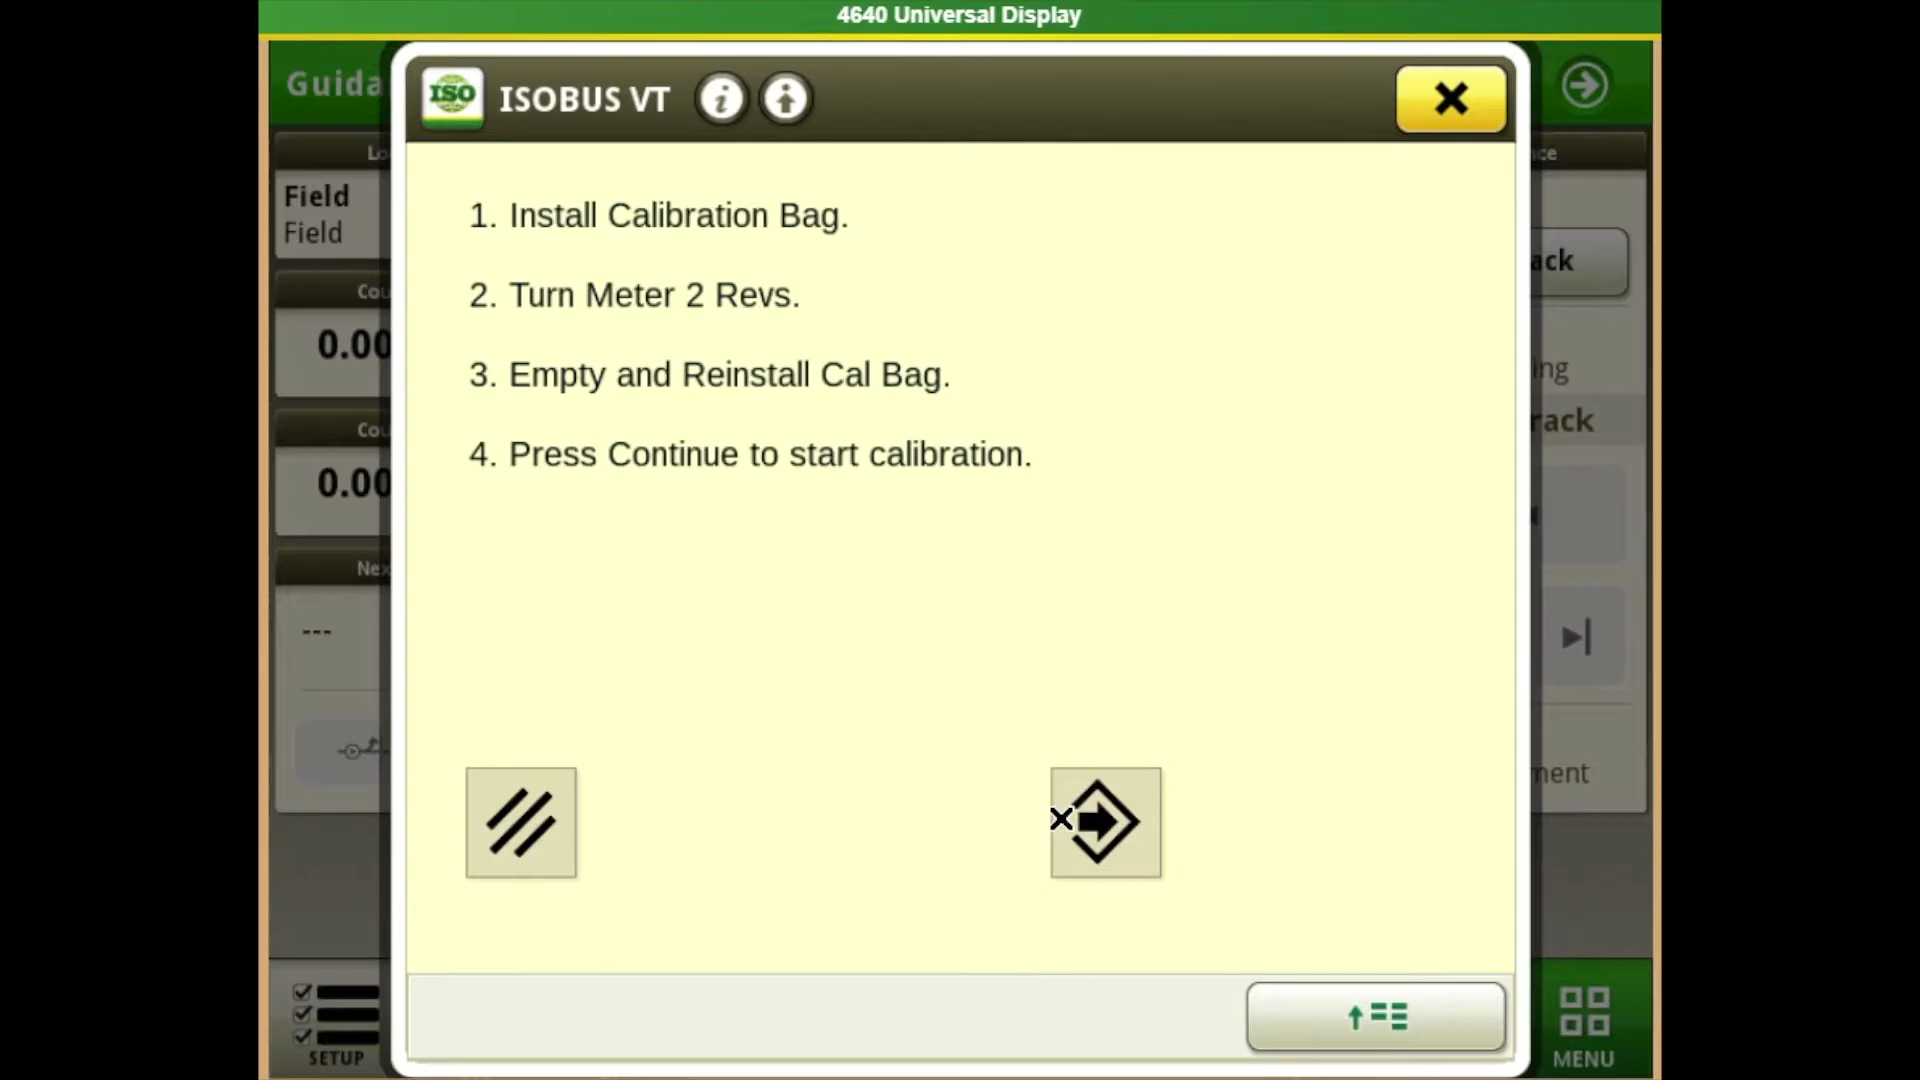 4640 Universal Display
Guida
ISO
ISOBUS VT
Field
Field
0.00
0.00
---
1. Install Calibration Bag.
2. Turn Meter 2 Revs.
3. Empty and Reinstall Cal Bag.
4. Press Continue to start calibration.
ack
ing
rack
ment
SETUP
MENU